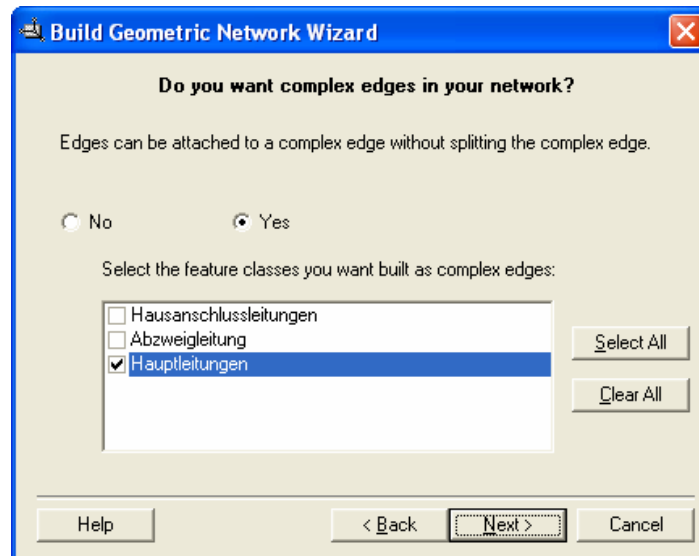 Build Geometric Network Wizard
Do you want complex edges in your network?
Edges can be attached to a complex edge without splitting the complex edge.
No Yes
Select the feature classes you want built as complex edges:
Hausanschlussleitungen
Abzweigleitung
Hauptleitungen
Select All
Clear All
Help < Back Next > Cancel